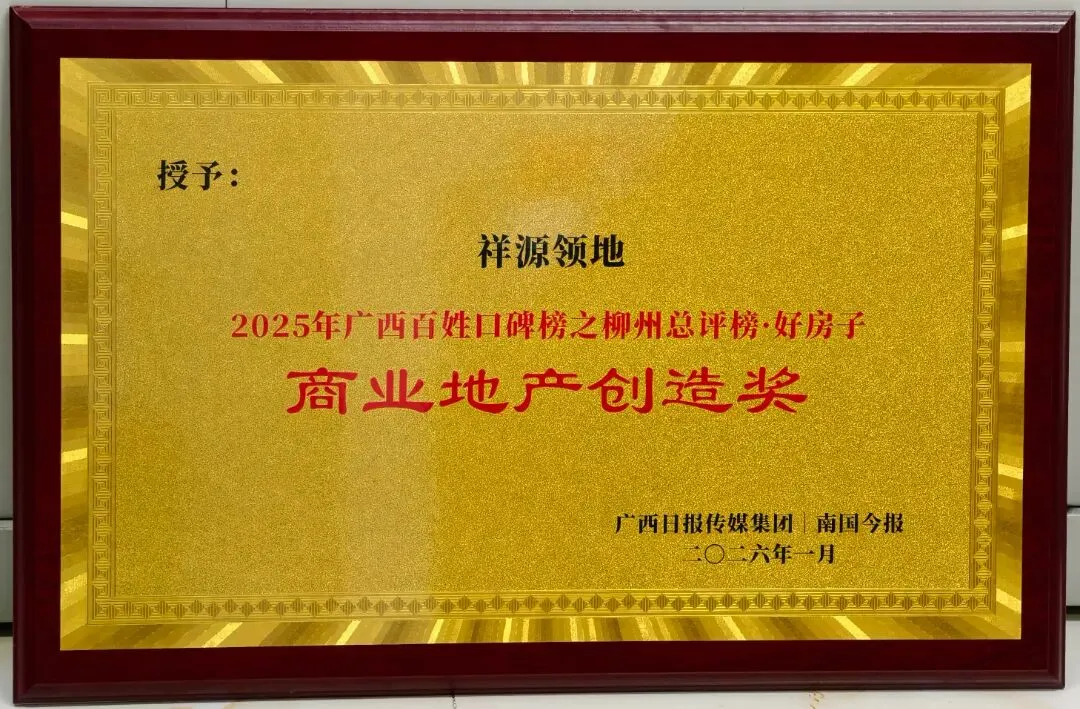 授予：
祥源领地
2025年广西百姓口碑榜之柳州总评榜·好房子
商业地产创造奖
广西日报传媒集团｜南国今报
二〇二六年一月